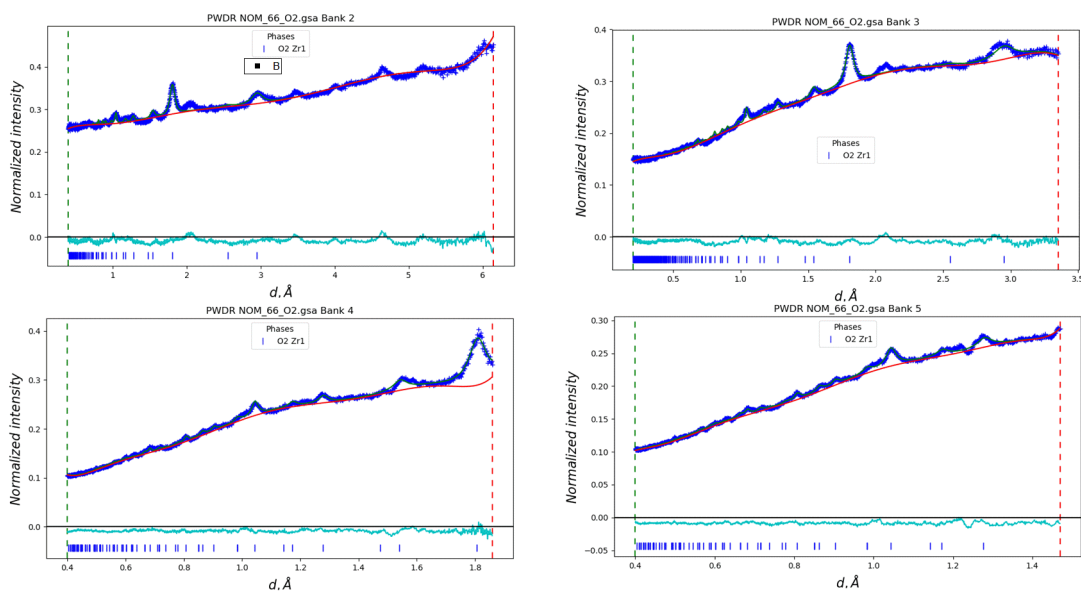 PWDR NOM_66_O2.gsa Bank 2
Phases
O2 Zr1
B
Normalized intensity
0.4
0.3
0.2
0.1
0.0
1 2 3 4 5 6
d, Å
PWDR NOM_66_O2.gsa Bank 3
Phases
O2 Zr1
Normalized intensity
0.4
0.3
0.2
0.1
0.0
0.5 1.0 1.5 2.0 2.5 3.0 3.5
d, Å
PWDR NOM_66_O2.gsa Bank 4
Phases
O2 Zr1
Normalized intensity
0.4
0.3
0.2
0.1
0.0
0.4 0.6 0.8 1.0 1.2 1.4 1.6 1.8
d, Å
PWDR NOM_66_O2.gsa Bank 5
Phases
O2 Zr1
Normalized intensity
0.30
0.25
0.20
0.15
0.10
0.05
0.00
−0.05
0.4 0.6 0.8 1.0 1.2 1.4
d, Å